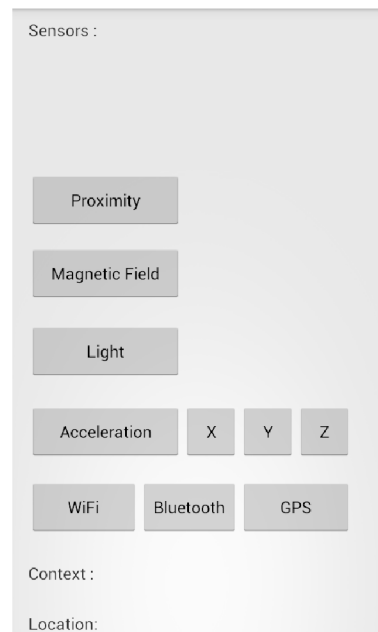 Sensors :
Proximity
Magnetic Field
Light
Acceleration X Y Z
WiFi Bluetooth GPS
Context :
Location: